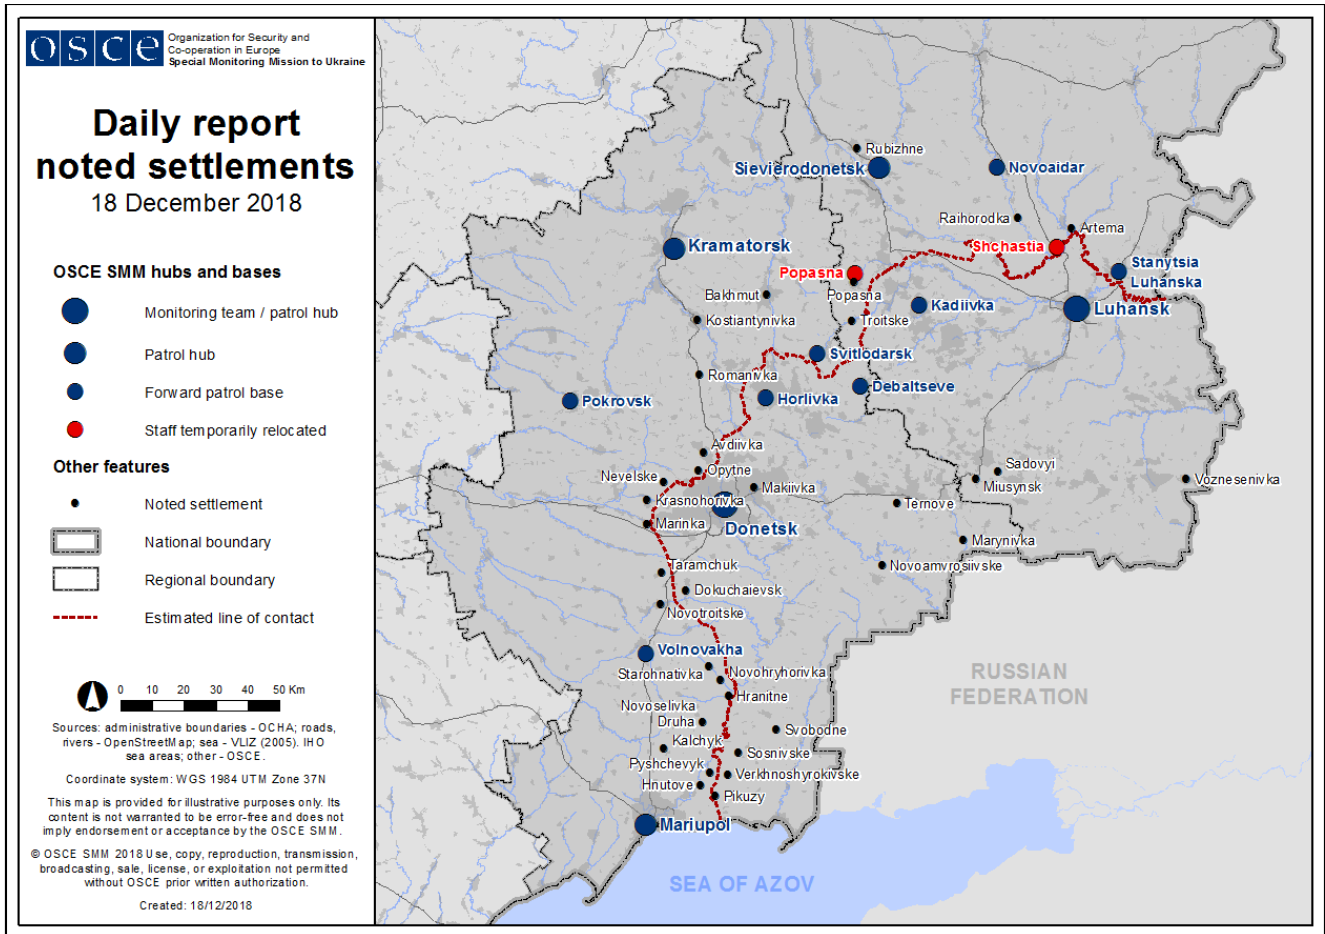 osce
Organization for Security and
Co-operation in Europe
Special Monitoring Mission to Ukraine
Daily report
noted settlements
18 December 2018
OSCE SMM hubs and bases
Monitoring team / patrol hub
Patrol hub
Forward patrol base
Staff temporarily relocated
Other features
Noted settlement
National boundary
Regional boundary
Estimated line of contact
0 10 20 30 40 50 Km
Sources: administrative boundaries - OCHA; roads,
rivers - OpenStreetMap; sea - VLIZ (2005). IHO
sea areas; other - OSCE.
Coordinate system: WGS 1984 UTM Zone 37N
This map is provided for illustrative purposes only. Its
content is not warranted to be error-free and does not
imply endorsement or acceptance by the OSCE SMM.
© OSCE SMM 2018 Use, copy, reproduction, transmission,
broadcasting, sale, license, or exploitation not permitted
without OSCE prior written authorization.
Created: 18/12/2018
Rubizhne
Sievierodonetsk
Novoaidar
Raihorodka
Artema
Shchastia
Kramatorsk
Stanytsia
Luhanska
Popasna
Popasna
Bakhmut
Kadiivka
Luhansk
Kostiantynivka
Troitske
Svitlodarsk
Romanivka
Debaltseve
Horlivka
Pokrovsk
Avdiivka
Opytne
Nevelske
Makiivka
Sadovyi
Miusynsk
Voznesenivka
Krasnohorivka
Ternove
Marinka
Donetsk
Marynivka
Taramchuk
Novoamvrosiivske
Dokuchaievsk
Novotroitske
Volnovakha
Starohnativka
Novohryhorivka
Hranitne
Novoselivka
Druha
Svobodne
Kalchyk
Sosnivske
Pyshchevyk
Verkhnoshyrokivske
Hnutove
Pikuzy
Mariupol
RUSSIAN
FEDERATION
SEA OF AZOV